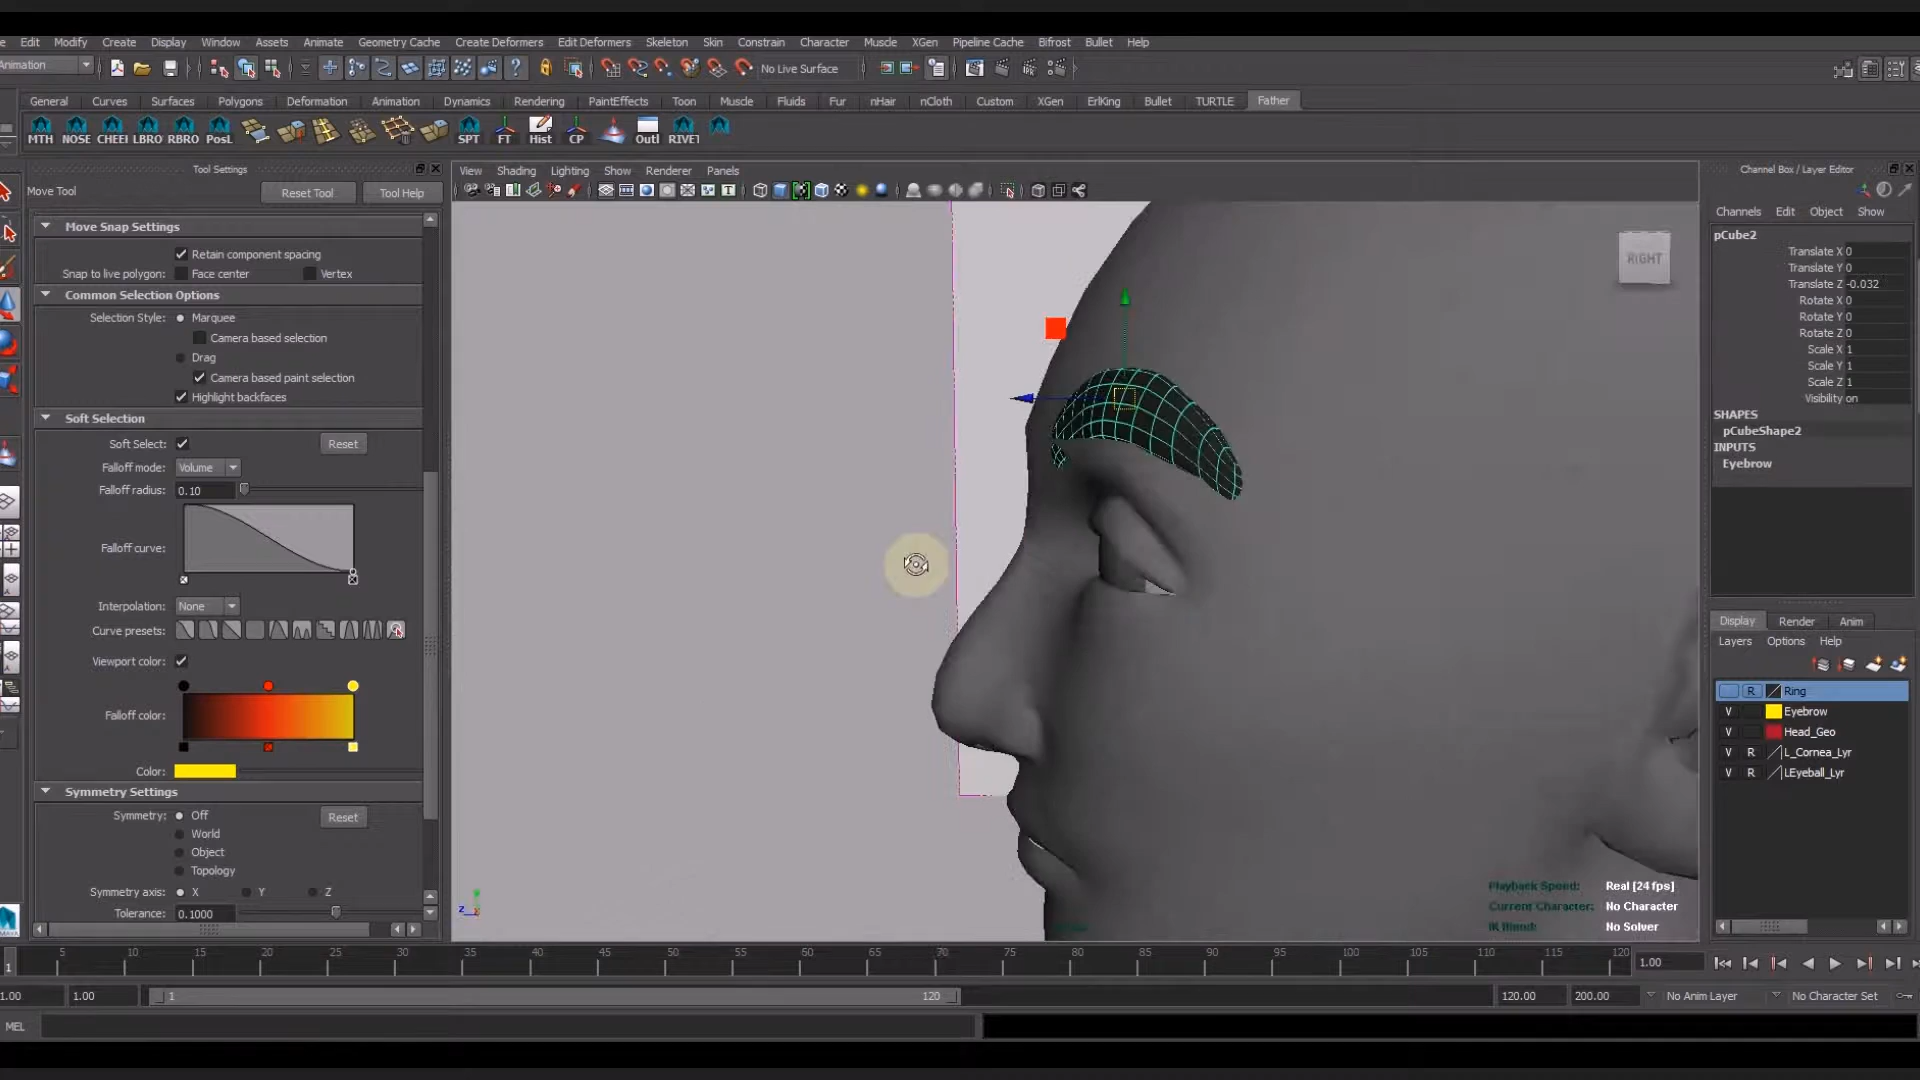 Edit Modify Create Display Window Assets Animate Geometry Cache Create Deformers Edit Deformers Skeleton Skin Constrain Character Muscle XGen Pipeline Cache Bifrost Bullet Help
Animation
No Live Surface
General Curves Surfaces Polygons Deformation Animation Dynamics Rendering PaintEffects Toon Muscle Fluids Fur nHair nCloth Custom XGen ErlKing Bullet TURTLE Father
MTH NOSE CHEEI LBRO RBRO PosL SPT FT Hist CP Outl RIVET
Tool Settings
Move Tool Reset Tool Tool Help
Move Snap Settings
Retain component spacing
Snap to live polygon: Face center Vertex
Common Selection Options
Selection Style: Marquee
Camera based selection
Drag
Camera based paint selection
Highlight backfaces
Soft Selection
Soft Select: Reset
Falloff mode: Volume
Falloff radius: 0.10
Falloff curve:
Interpolation: None
Curve presets:
Viewport color:
Falloff color:
Color:
Symmetry Settings
Symmetry: Off Reset
World
Object
Topology
Symmetry axis: X Y Z
Tolerance: 0.1000
View Shading Lighting Show Renderer Panels
RIGHT
Playback Speed: Real [24 fps]
Current Character: No Character
IK Blend: No Solver
z
Channel Box / Layer Editor
Channels Edit Object Show
pCube2
Translate X 0
Translate Y 0
Translate Z -0.032
Rotate X 0
Rotate Y 0
Rotate Z 0
Scale X 1
Scale Y 1
Scale Z 1
Visibility on
SHAPES
pCubeShape2
INPUTS
Eyebrow
Display Render Anim
Layers Options Help
R Ring
V Eyebrow
V Head_Geo
V R L_Cornea_Lyr
V R LEyeball_Lyr
1 5 10 15 20 25 30 35 40 45 50 55 60 65 70 75 80 85 90 95 100 105 110 115 120 1.00
1.00 1.00 1 120 120.00 200.00 No Anim Layer No Character Set
MEL